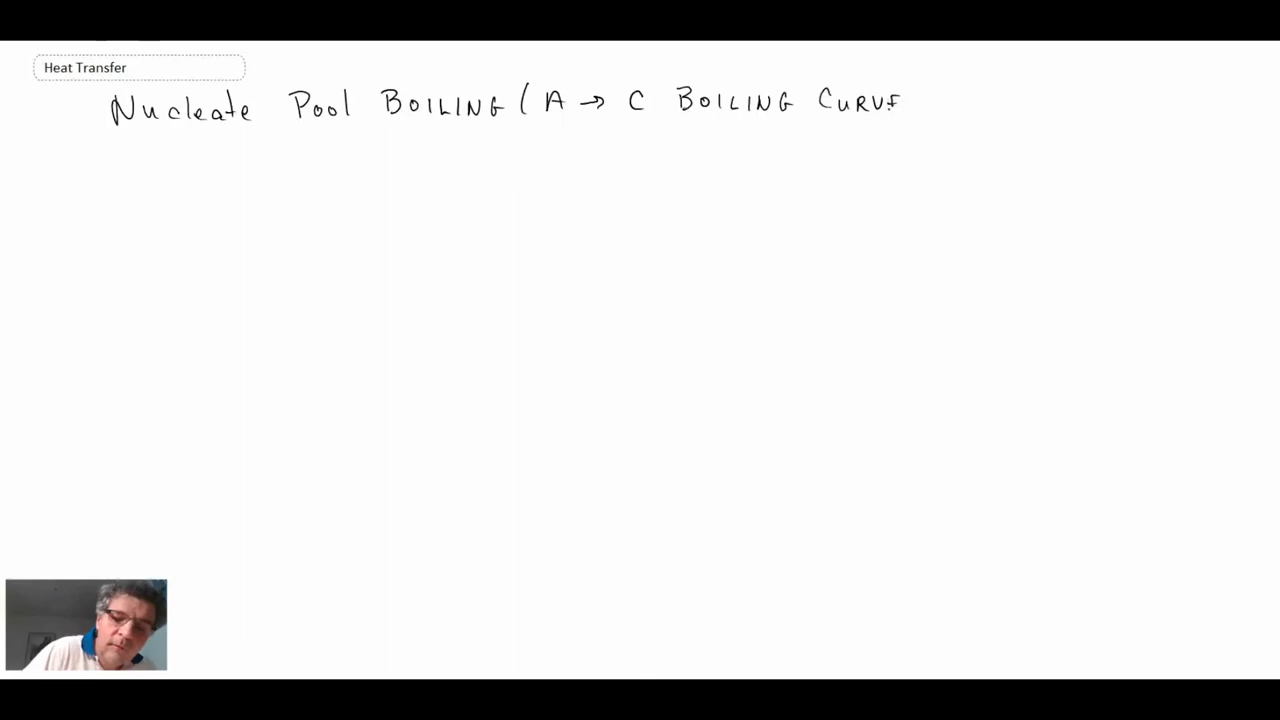 Heat Transfer
Nucleate Pool BOILING ( A → C BOILING CURVE